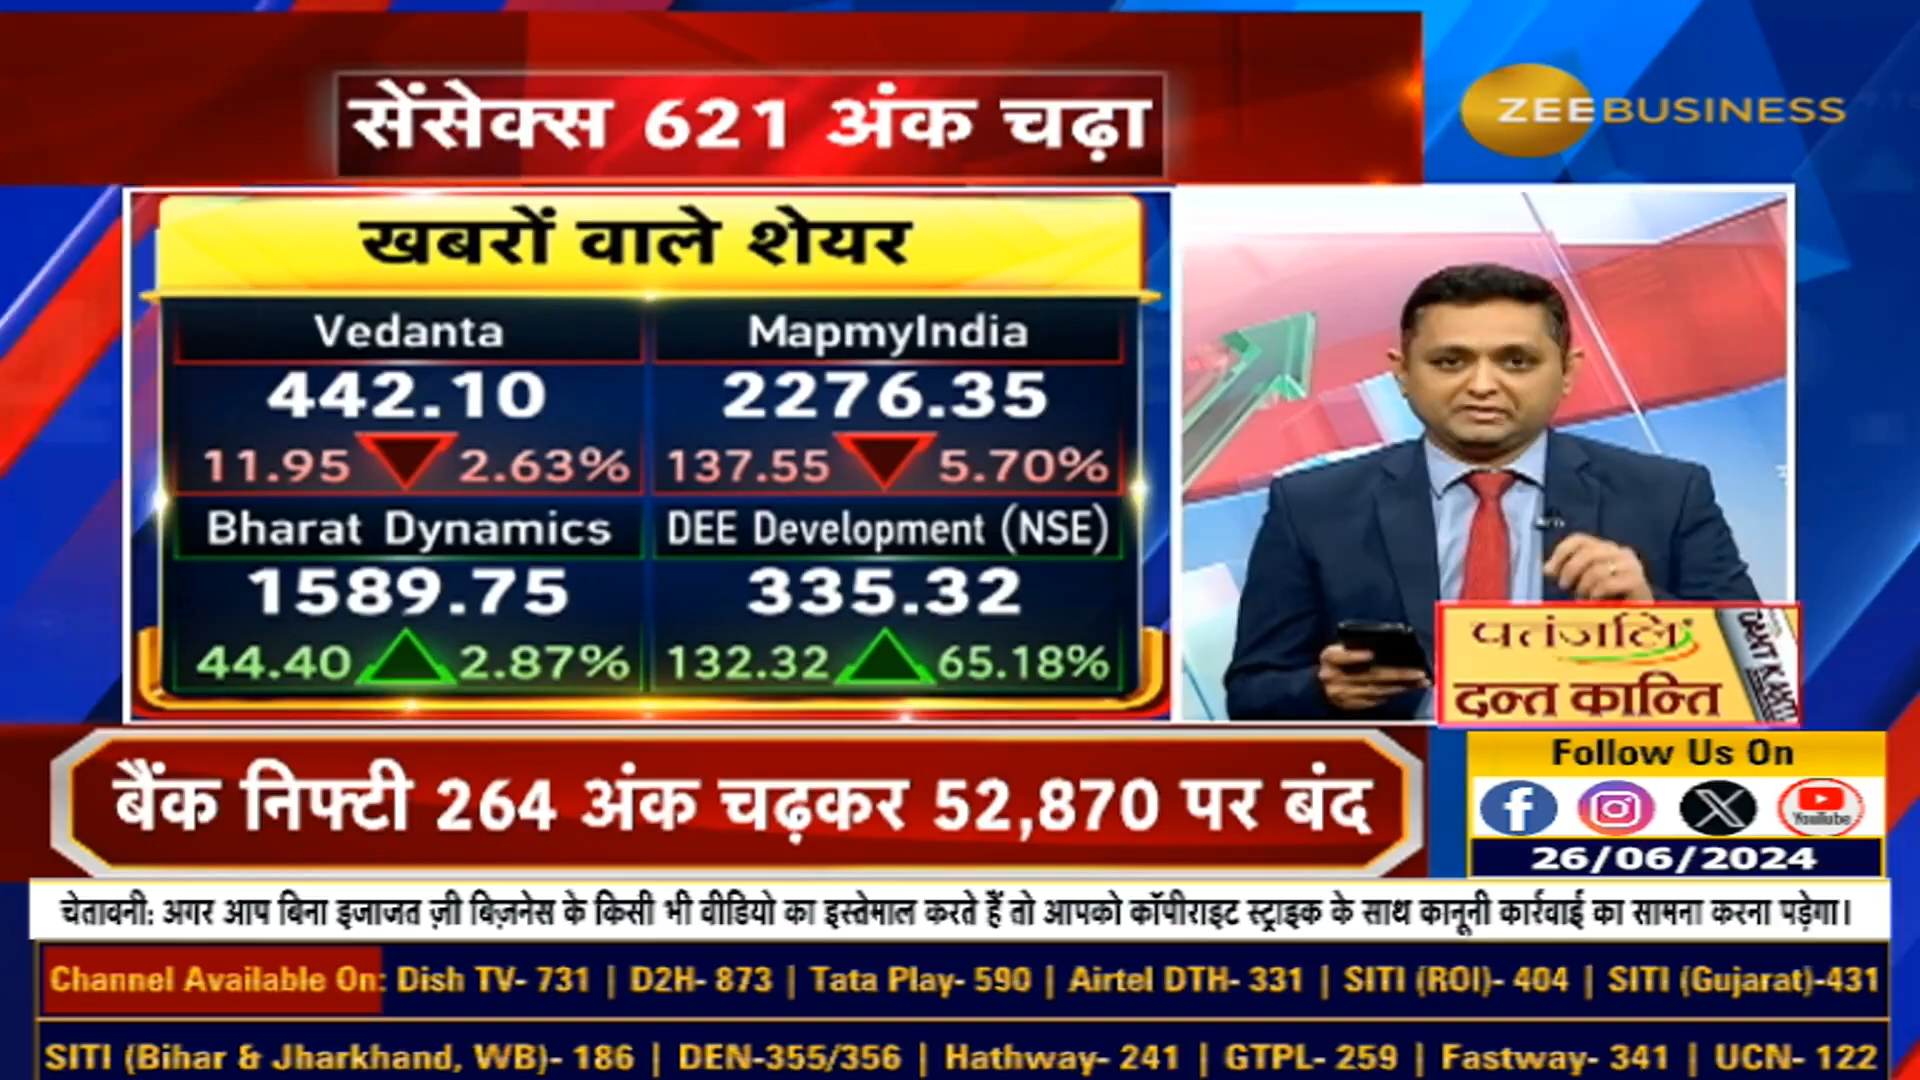 सेंसेक्स 621 अंक चढ़ा
ZEEBUSINESS
खबरों वाले शेयर
Vedanta
442.10
11.95 2.63%
MapmyIndia
2276.35
137.55 5.70%
Bharat Dynamics
1589.75
44.40 2.87%
DEE Development (NSE)
335.32
132.32 65.18%
पतंजलि
दन्त कान्ति
DANT KANTI
बैंक निफ्टी 264 अंक चढ़कर 52,870 पर बंद
Follow Us On
YouTube
26/06/2024
चेतावनी: अगर आप बिना इजाजत ज़ी बिज़नेस के किसी भी वीडियो का इस्तेमाल करते हैं तो आपको कॉपीराइट स्ट्राइक के साथ कानूनी कार्रवाई का सामना करना पड़ेगा।
Channel Available On: Dish TV- 731 | D2H- 873 | Tata Play- 590 | Airtel DTH- 331 | SITI (ROI)- 404 | SITI (Gujarat)-431
SITI (Bihar & Jharkhand, WB)- 186 | DEN-355/356 | Hathway- 241 | GTPL- 259 | Fastway- 341 | UCN- 122